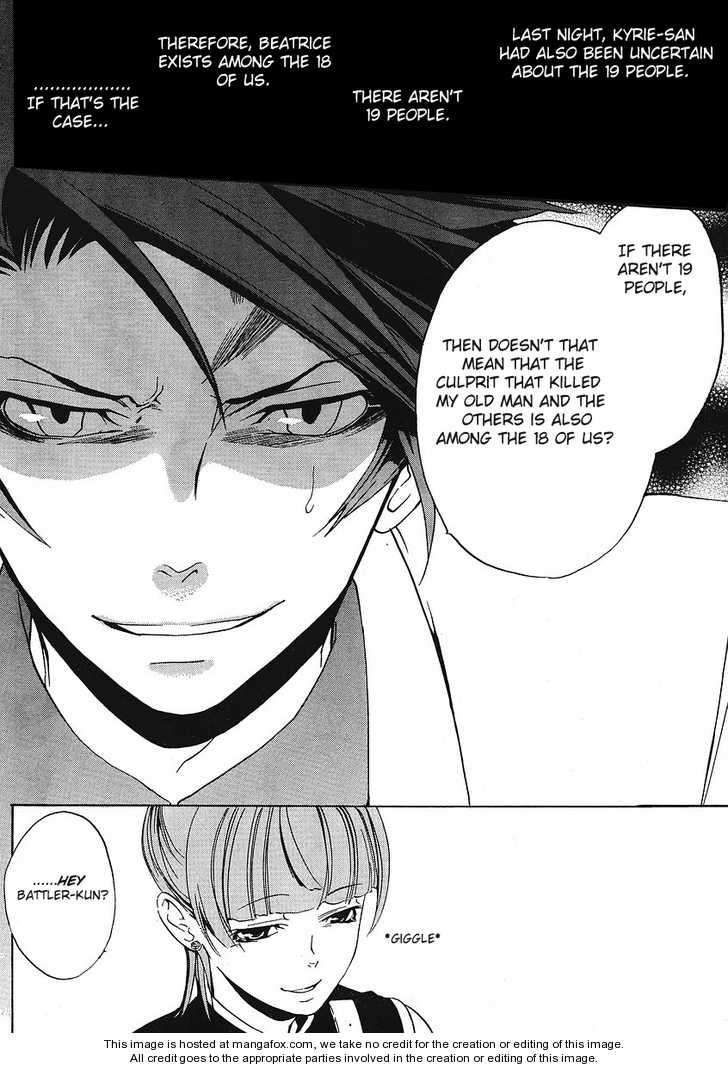 LAST NIGHT, KYRIE-SAN
HAD ALSO BEEN UNCERTAIN
ABOUT THE 19 PEOPLE.
THERE AREN'T
19 PEOPLE.
THEREFORE, BEATRICE
EXISTS AMONG THE 18
OF US.
..................
IF THAT'S THE
CASE...
IF THERE
AREN'T 19
PEOPLE,
THEN DOESN'T THAT
MEAN THAT THE
CULPRIT THAT KILLED
MY OLD MAN AND THE
OTHERS IS ALSO
AMONG THE 18 OF US?
......HEY
BATTLER-KUN?
*GIGGLE*
This image is hosted at mangafox.com, we take no credit for the creation or editing of this image.
All credit goes to the appropriate parties involved in the creation or editing of this image.